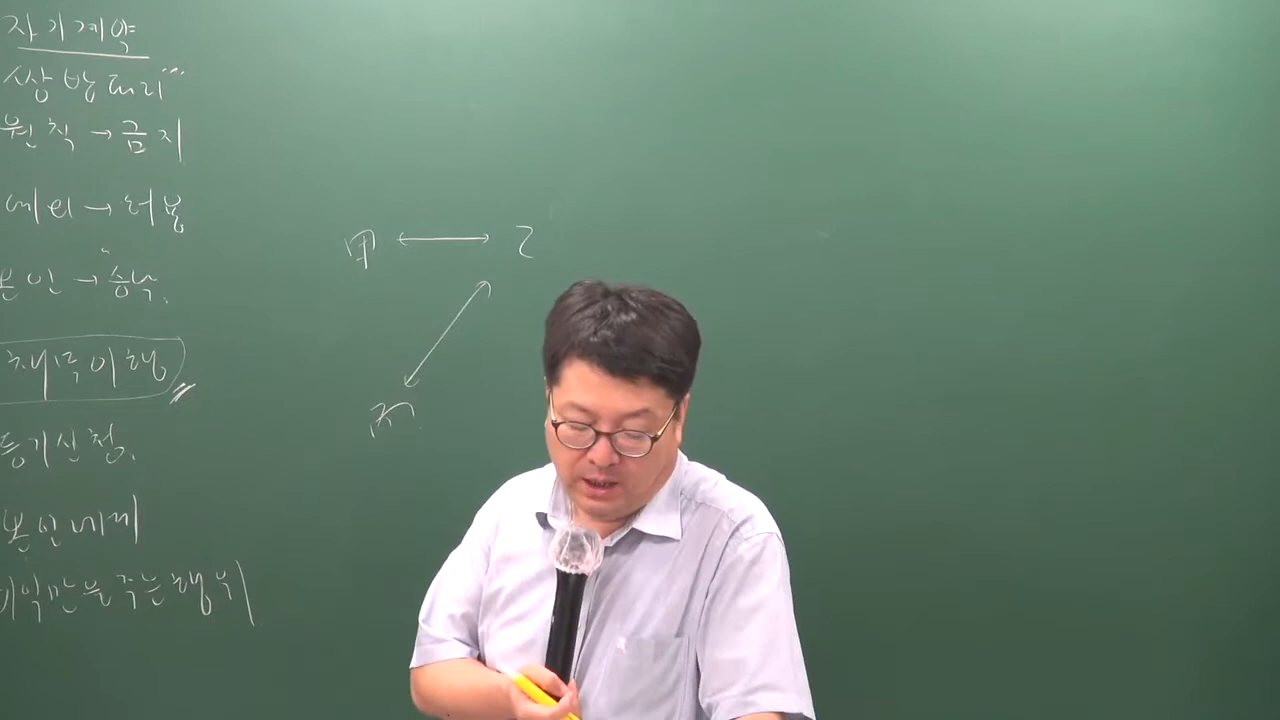 자기계약
쌍방대리
원칙 → 금지
예외 → 허용
본인 → 승낙.
채무이행
등기신청.
본인에게
이익만을 주는 행위
甲 ↔ 乙
丙